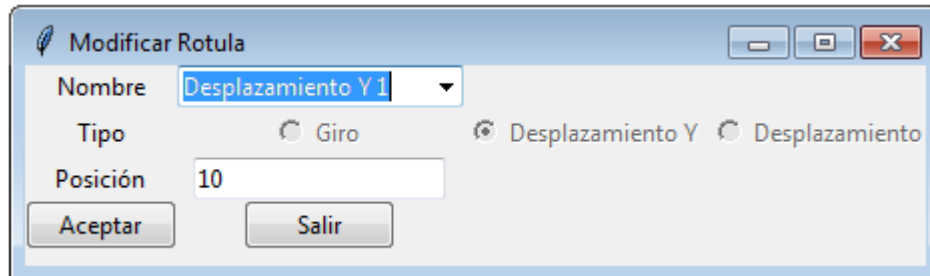 Modificar Rotula
Nombre Desplazamiento Y 1
Tipo Giro Desplazamiento Y Desplazamiento
Posición 10
Aceptar Salir